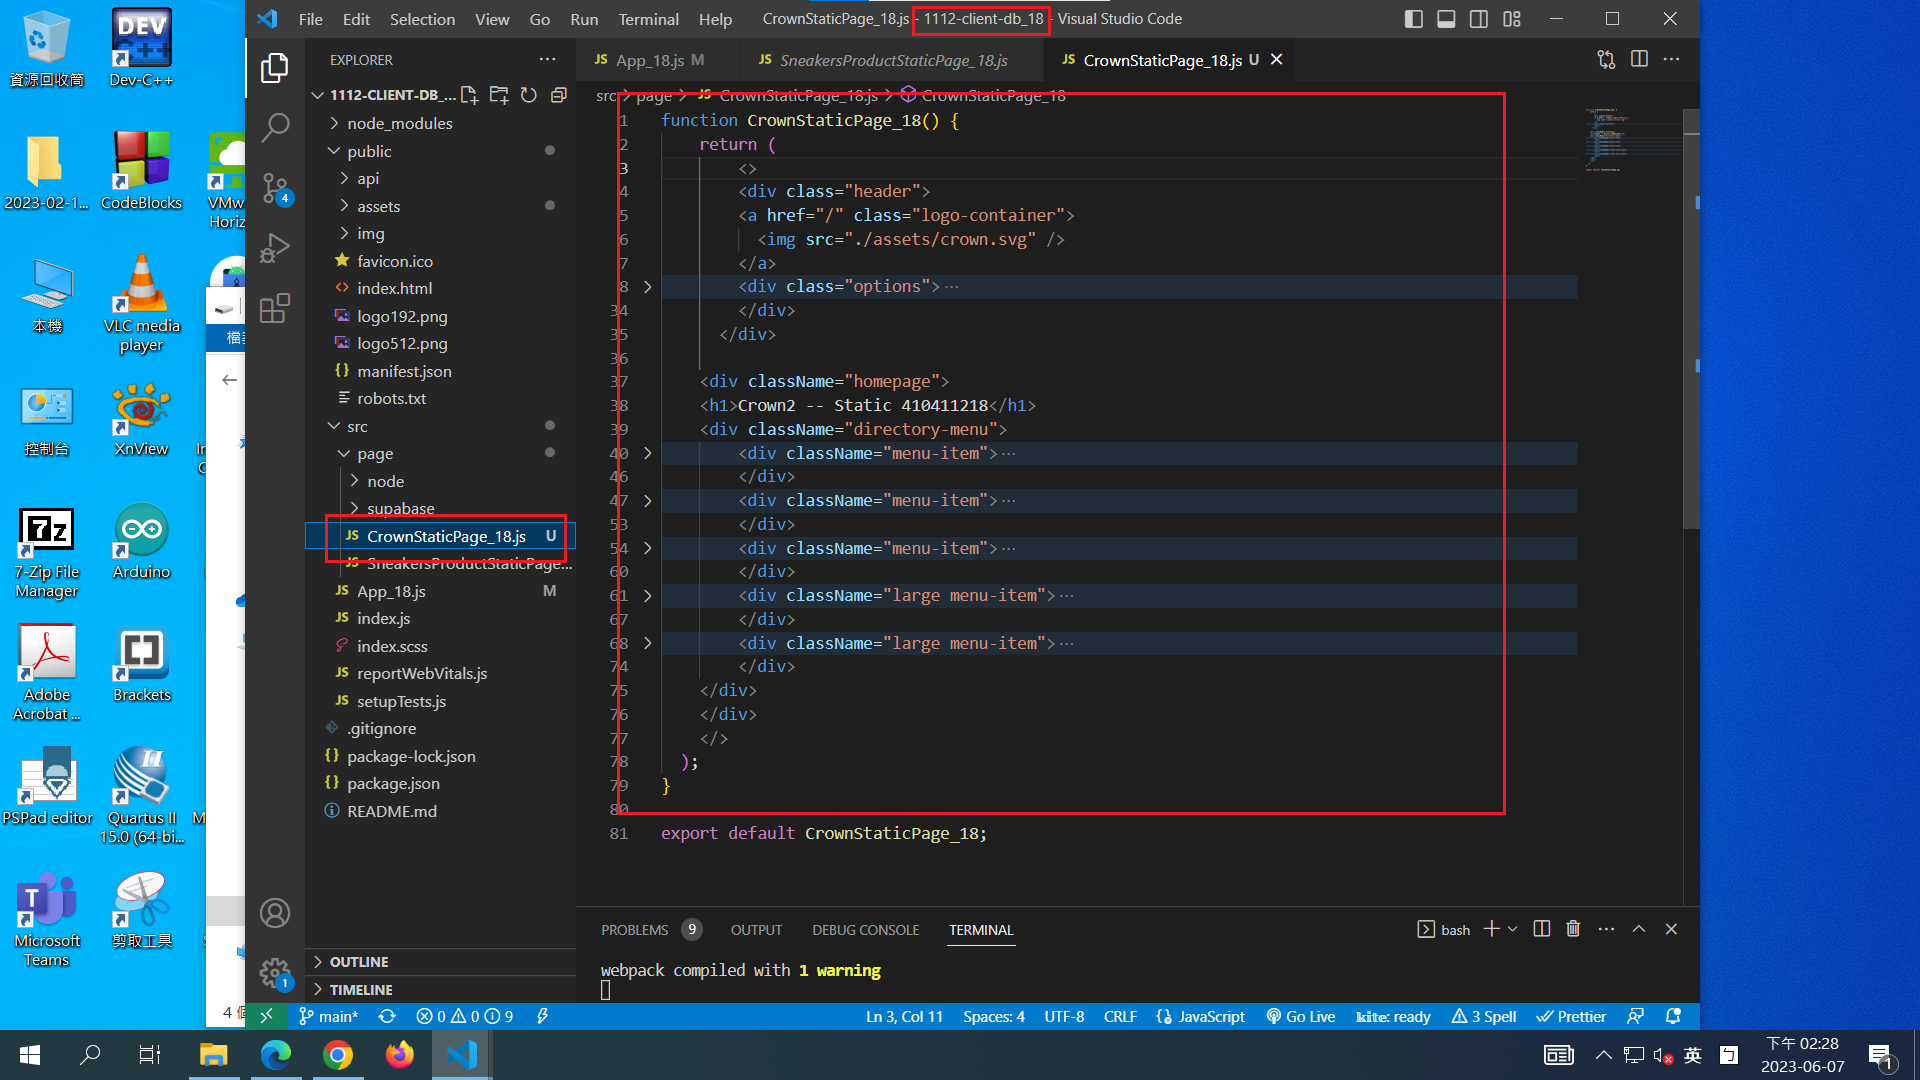 File Edit Selection View Go Run Terminal Help
CrownStaticPage_18.js - 1112-client-db_18 - Visual Studio Code
資源回收筒
Dev-C++
2023-02-1...
CodeBlocks
VMw
Horiz
本機
VLC media player
檔
控制台
XnView
In
C
7-Zip File Manager
Arduino
Adobe Acrobat ...
Brackets
PSPad editor
Quartus II 15.0 (64-bi...
M
Microsoft Teams
剪取工具
S
4 個
EXPLORER
1112-CLIENT-DB_...
node_modules
public
api
assets
img
favicon.ico
index.html
logo192.png
logo512.png
manifest.json
robots.txt
src
page
node
supabase
CrownStaticPage_18.js U
SneakersProductStaticPage...
App_18.js M
index.js
index.scss
reportWebVitals.js
setupTests.js
.gitignore
package-lock.json
package.json
README.md
OUTLINE
TIMELINE
4
1
JS App_18.js M
JS SneakersProductStaticPage_18.js
JS CrownStaticPage_18.js U
src > page > JS CrownStaticPage_18.js > CrownStaticPage_18
1 function CrownStaticPage_18() {
2 return (
3 <>
4 <div class="header">
5 <a href="/" class="logo-container">
6 <img src="./assets/crown.svg" />
7 </a>
8 <div class="options">...
34 </div>
35 </div>
36
37 <div className="homepage">
38 <h1>Crown2 -- Static 410411218</h1>
39 <div className="directory-menu">
40 <div className="menu-item">...
46 </div>
47 <div className="menu-item">...
53 </div>
54 <div className="menu-item">...
60 </div>
61 <div className="large menu-item">...
67 </div>
68 <div className="large menu-item">...
74 </div>
75 </div>
76 </div>
77 </>
78 );
79 }
80
81 export default CrownStaticPage_18;
PROBLEMS 9 OUTPUT DEBUG CONSOLE TERMINAL
bash
webpack compiled with 1 warning
main* 0 0 9
Ln 3, Col 11 Spaces: 4 UTF-8 CRLF JavaScript Go Live kite: ready 3 Spell Prettier
英
ㄅ
下午 02:28
2023-06-07
1